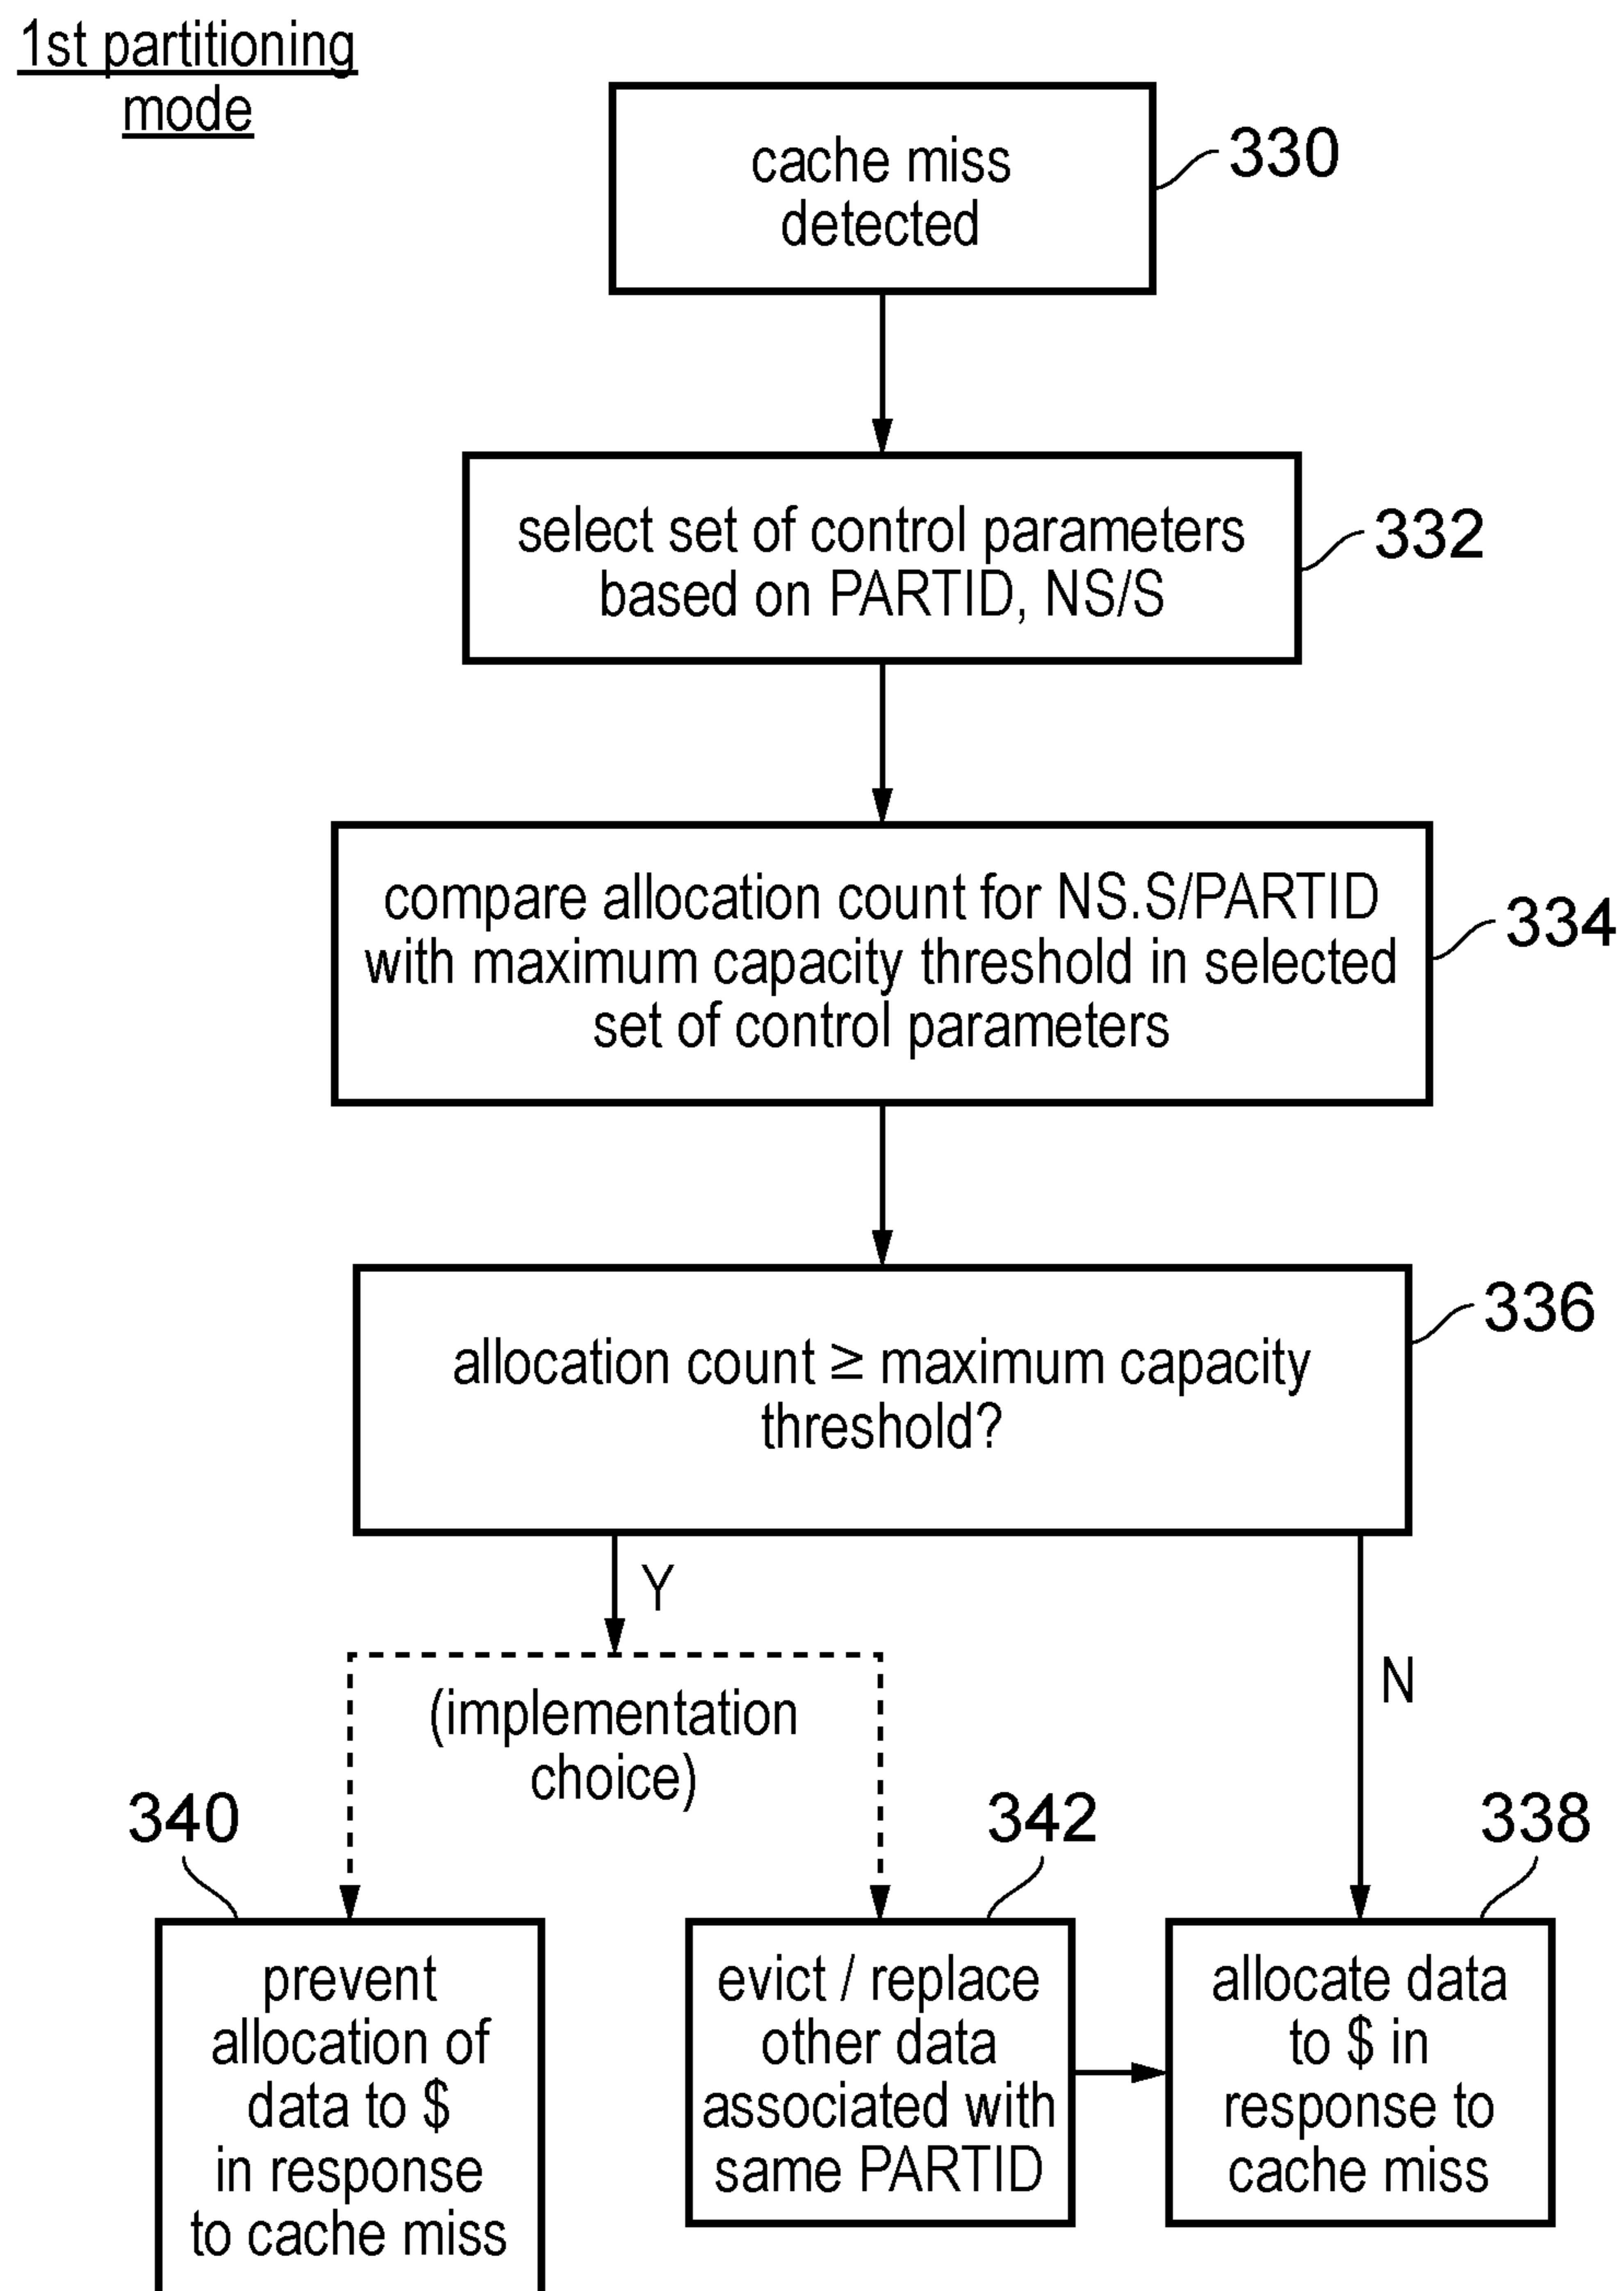 1st partitioning
mode
cache miss
detected
330
select set of control parameters
based on PARTID, NS/S
332
compare allocation count for NS.S/PARTID
with maximum capacity threshold in selected
set of control parameters
334
allocation count ≥ maximum capacity
threshold?
336
Y
N
(implementation
choice)
340
342
338
prevent
allocation of
data to $
in response
to cache miss
evict / replace
other data
associated with
same PARTID
allocate data
to $ in
response to
cache miss